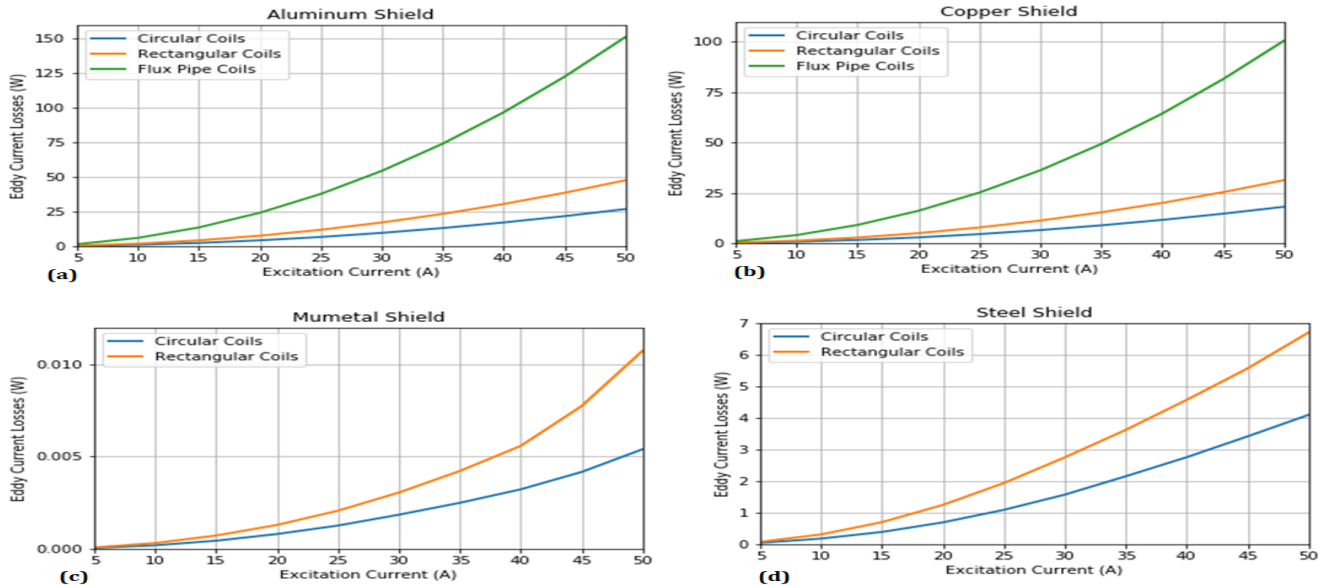 Aluminum Shield
Circular Coils
Rectangular Coils
Flux Pipe Coils
Eddy Current Losses (W)
150
125
100
75
50
25
0
5 10 15 20 25 30 35 40 45 50
Excitation Current (A)
(a)
Copper Shield
Circular Coils
Rectangular Coils
Flux Pipe Coils
Eddy Current Losses (W)
100
75
50
25
0
5 10 15 20 25 30 35 40 45 50
Excitation Current (A)
(b)
Mumetal Shield
Circular Coils
Rectangular Coils
Eddy Current Losses (W)
0.010
0.005
0.000
5 10 15 20 25 30 35 40 45 50
Excitation Current (A)
(c)
Steel Shield
Circular Coils
Rectangular Coils
Eddy Current Losses (W)
7
6
5
4
3
2
1
0
5 10 15 20 25 30 35 40 45 50
Excitation Current (A)
(d)